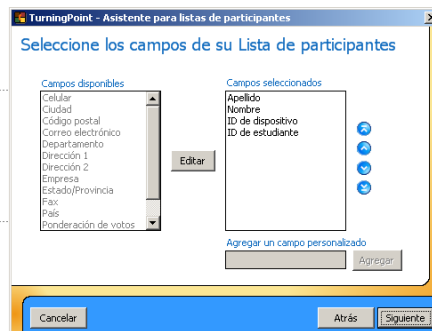 TurningPoint - Asistente para listas de participantes
Seleccione los campos de su Lista de participantes
Campos disponibles
Celular
Ciudad
Código postal
Correo electrónico
Departamento
Dirección 1
Dirección 2
Empresa
Estado/Provincia
Fax
País
Ponderación de votos
Editar
Campos seleccionados
Apellido
Nombre
ID de dispositivo
ID de estudiante
Agregar un campo personalizado
Agregar
Cancelar
Atrás
Siguiente